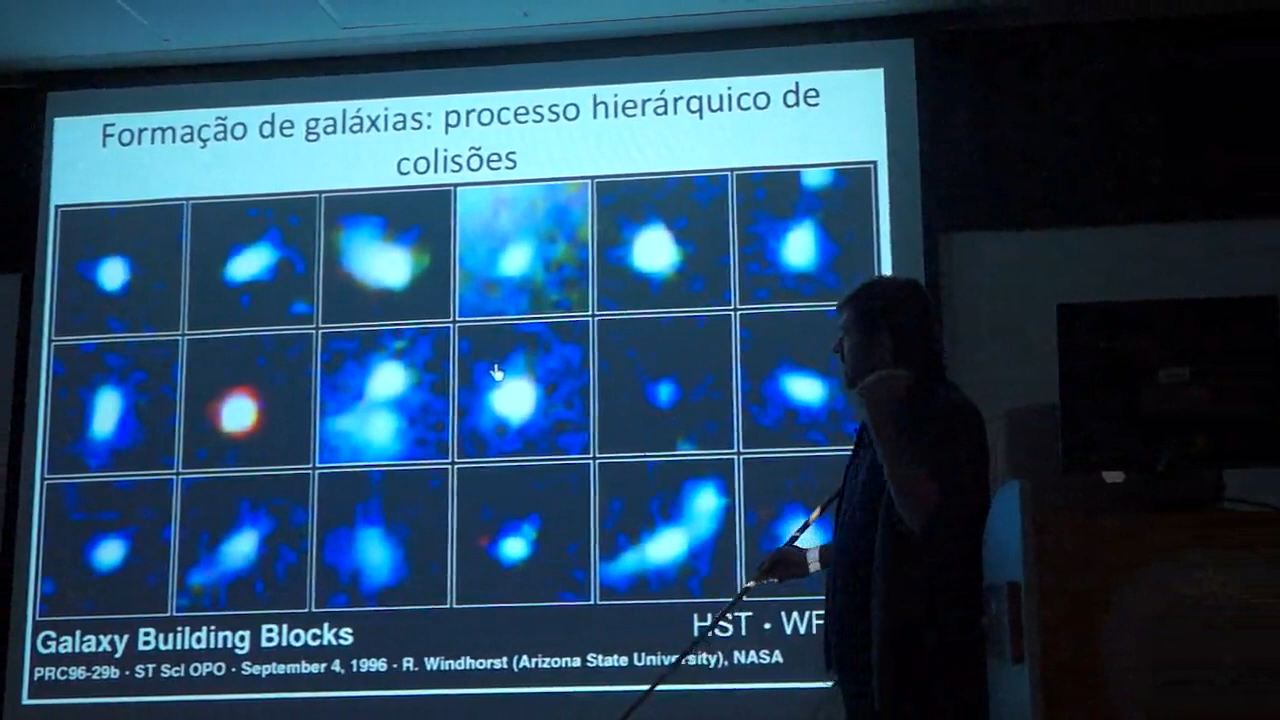 Formação de galáxias: processo hierárquico de
colisões
Galaxy Building Blocks
HST · WF
PRC96-29b · ST ScI OPO · September 4, 1996 · R. Windhorst (Arizona State University), NASA